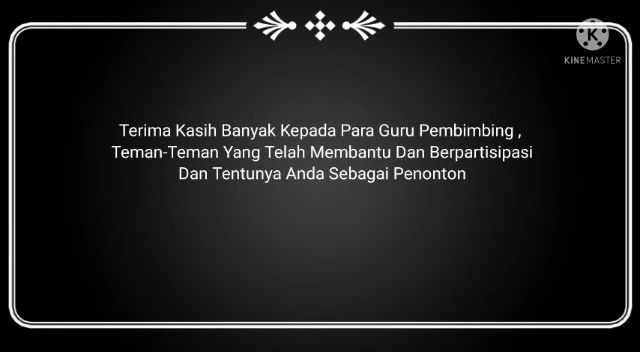 K
KINEMASTER
Terima Kasih Banyak Kepada Para Guru Pembimbing ,
Teman-Teman Yang Telah Membantu Dan Berpartisipasi
Dan Tentunya Anda Sebagai Penonton